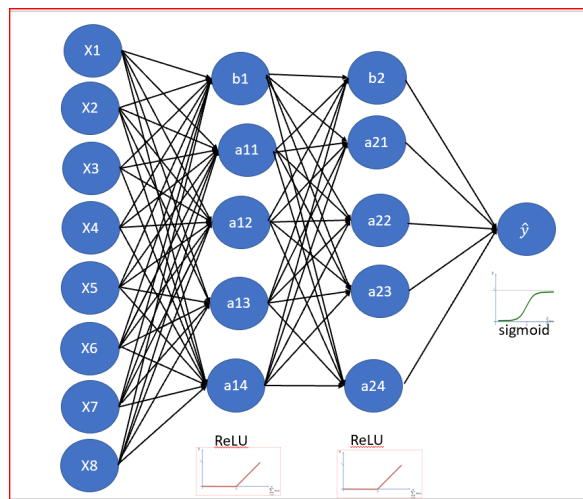 X1
X2
X3
X4
X5
X6
X7
X8
b1
a11
a12
a13
a14
b2
a21
a22
a23
a24
ŷ
sigmoid
ReLU
ReLU